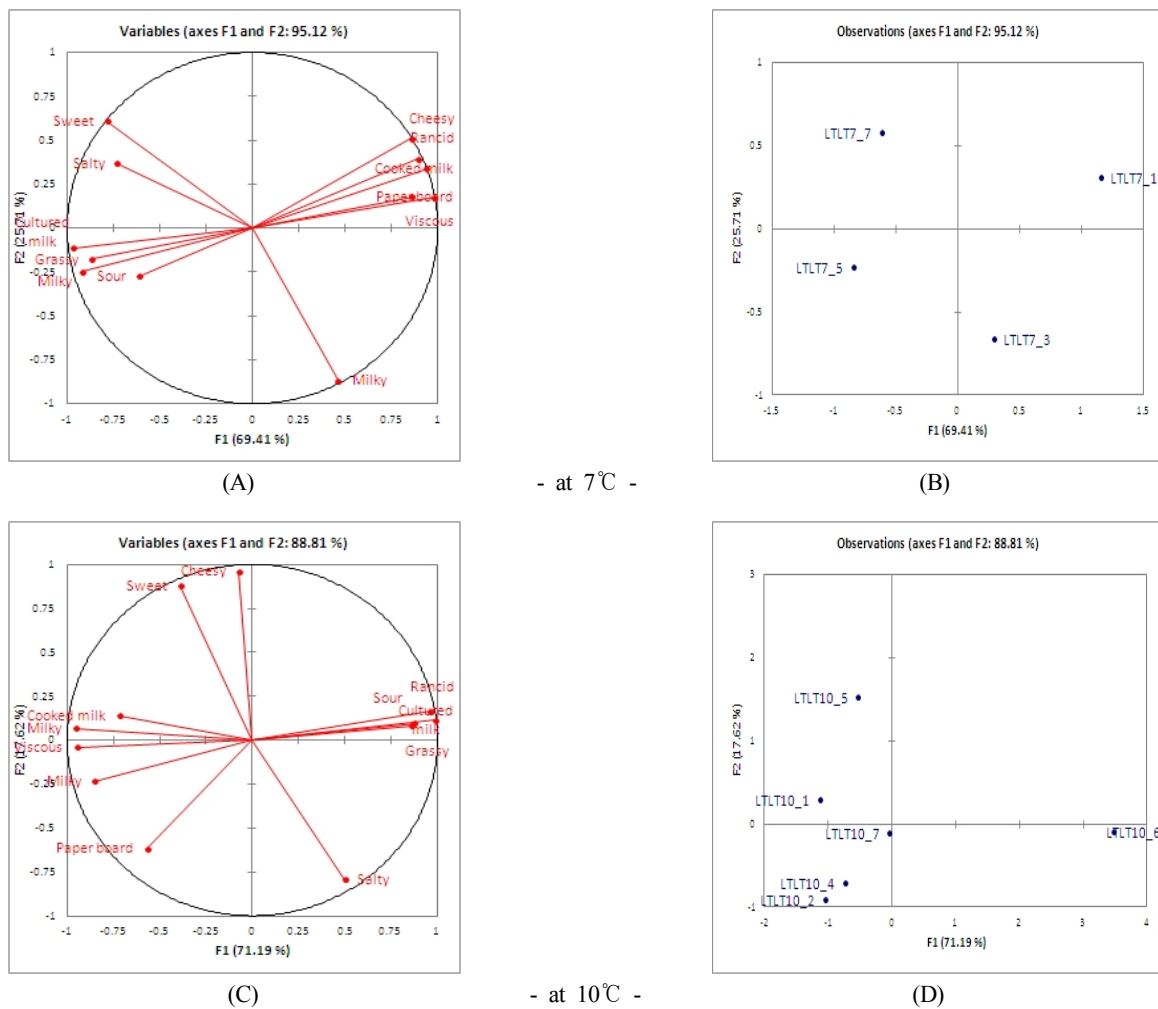 Variables (axes F1 and F2: 95.12 %)
1
0.75
0.5
0.25
0
-0.25
-0.5
-0.75
-1
F2 (25.71 %)
Sweet
Salty
Cheesy
Rancid
Cooked milk
Paperboard
Viscous
Cultured
milk
Grassy
Milky
Sour
Milky
-1
-0.75
-0.5
-0.25
0
0.25
0.5
0.75
1
F1 (69.41 %)
(A)
- at 7℃ -
Observations (axes F1 and F2: 95.12 %)
1
0.5
0
-0.5
-1
F2 (25.71 %)
LTLT7_7
LTLT7_1
LTLT7_5
LTLT7_3
-1.5
-1
-0.5
0
0.5
1
1.5
F1 (69.41 %)
(B)
Variables (axes F1 and F2: 88.81 %)
1
0.75
0.5
0.25
0
-0.25
-0.5
-0.75
-1
F2 (17.62 %)
Cheesy
Sweet
Rancid
Sour
Cultured
milk
Grassy
Cooked milk
Milky
Viscous
Milky
Paperboard
Salty
-1
-0.75
-0.5
-0.25
0
0.25
0.5
0.75
1
F1 (71.19 %)
(C)
- at 10℃ -
Observations (axes F1 and F2: 88.81 %)
3
2
1
0
-1
F2 (17.62 %)
LTLT10_5
LTLT10_1
LTLT10_7
LTLT10_6
LTLT10_4
LTLT10_2
-2
-1
0
1
2
3
4
F1 (71.19 %)
(D)